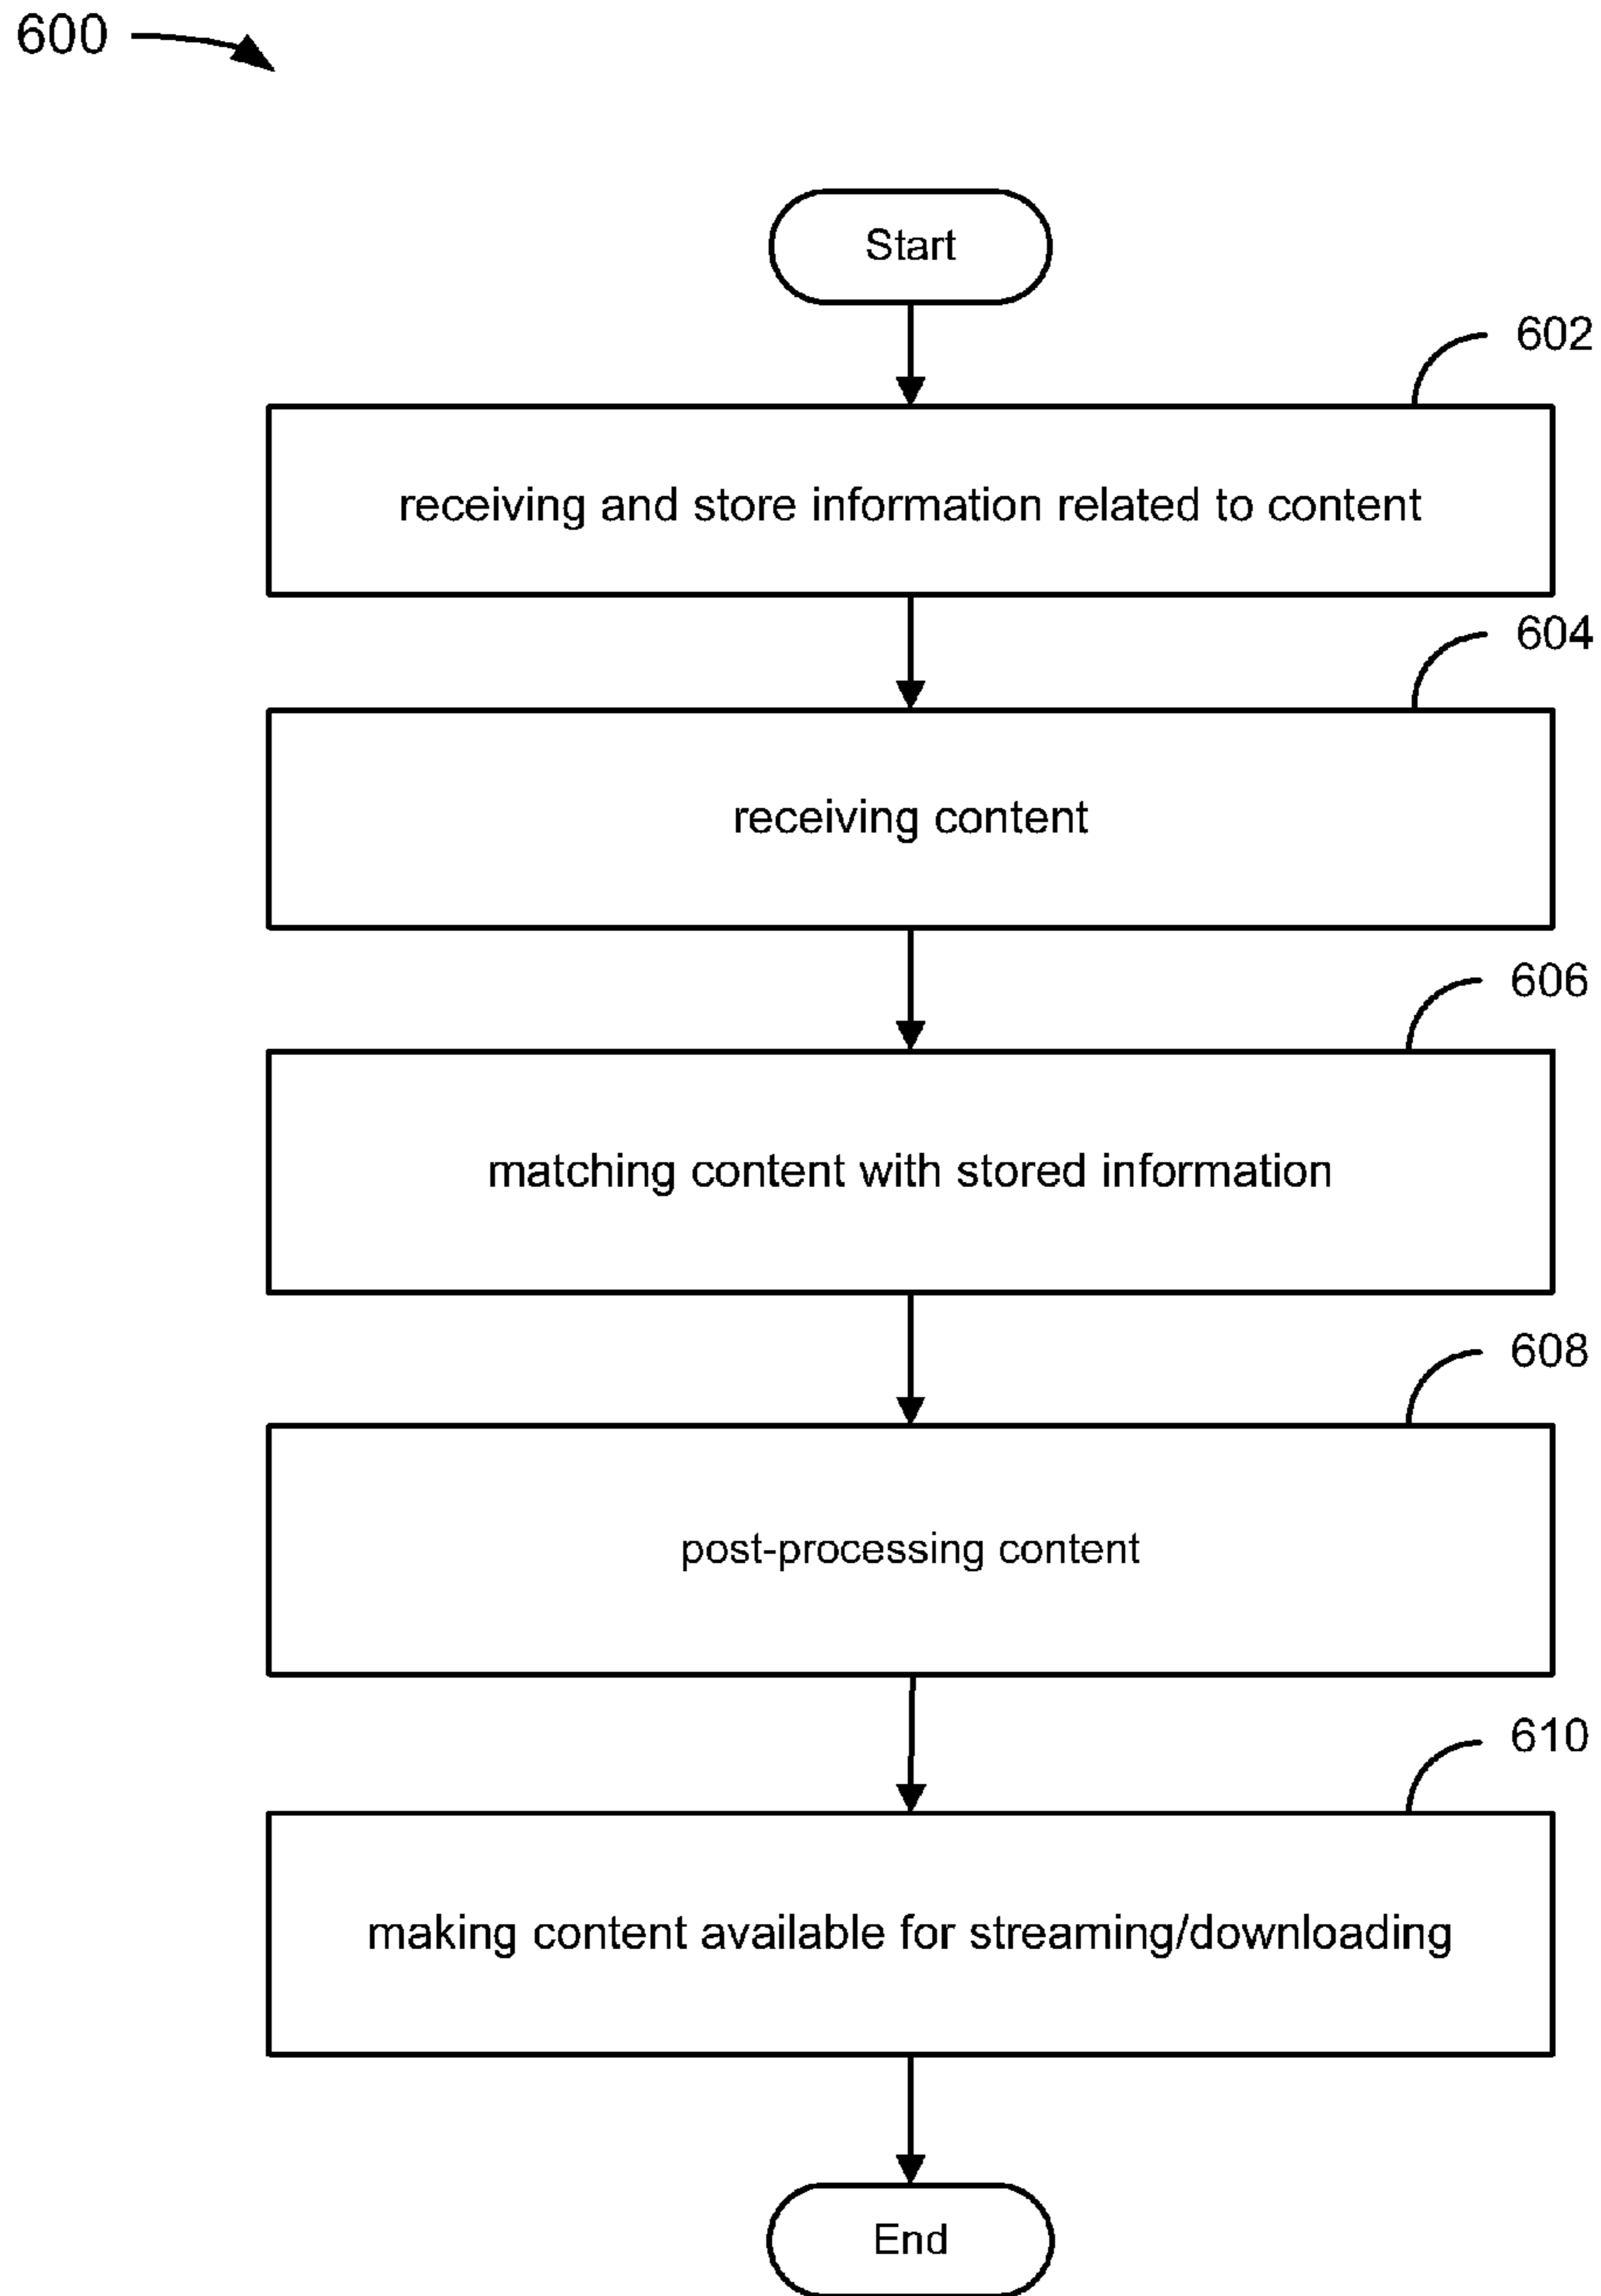 600
Start
602
receiving and store information related to content
604
receiving content
606
matching content with stored information
608
post-processing content
610
making content available for streaming/downloading
End